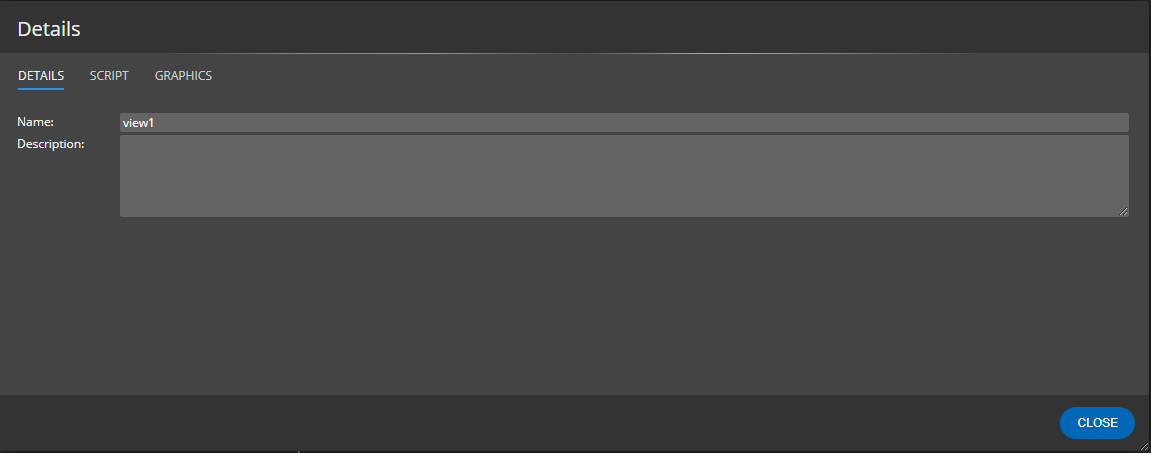 Details
DETAILS SCRIPT GRAPHICS
Name: view1
Description:
CLOSE